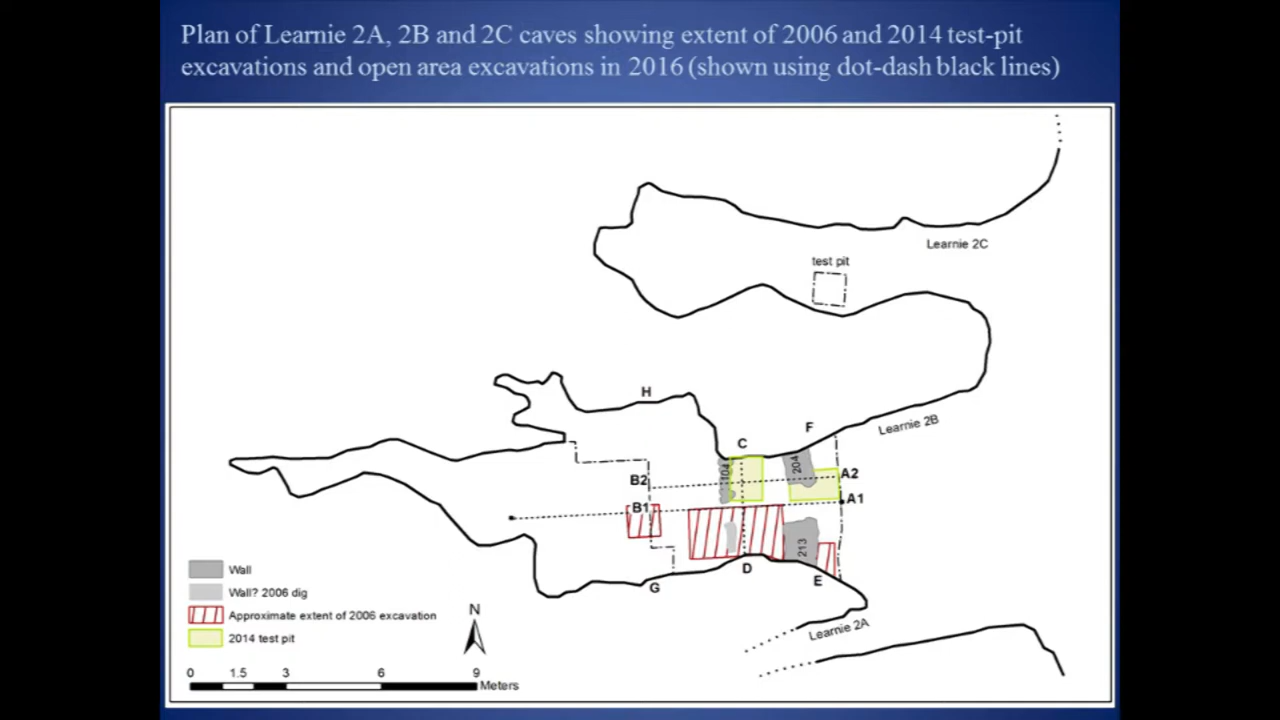 Plan of Learnie 2A, 2B and 2C caves showing extent of 2006 and 2014 test-pit
excavations and open area excavations in 2016 (shown using dot-dash black lines)
Learnie 2C
test pit
H
Learnie 2B
F
C
104
204
A2
B2
A1
B1
213
D
E
G
Wall
Wall? 2006 dig
Approximate extent of 2006 excavation
2014 test pit
N
Learnie 2A
0 1.5 3 6 9
Meters